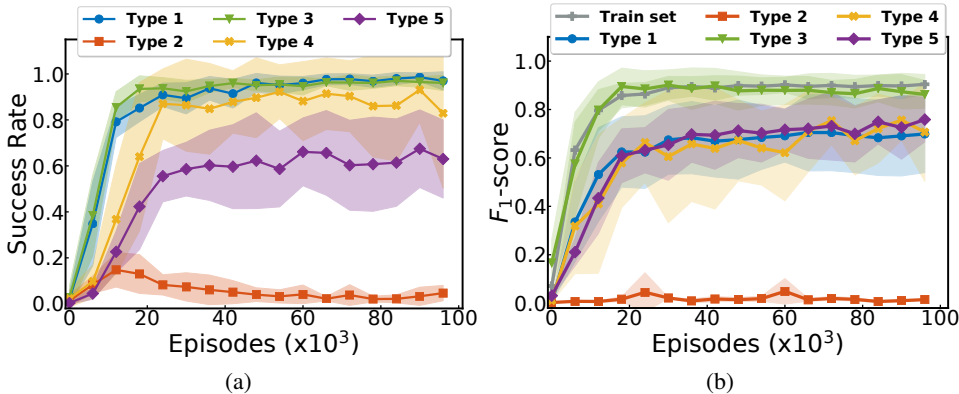 Type 1 Type 3 Type 5
Type 2 Type 4
Success Rate
1.0
0.8
0.6
0.4
0.2
0.0
0 20 40 60 80 100
Episodes (x10³)
(a)
Train set Type 2 Type 4
Type 1 Type 3 Type 5
F₁-score
1.0
0.8
0.6
0.4
0.2
0.0
0 20 40 60 80 100
Episodes (x10³)
(b)